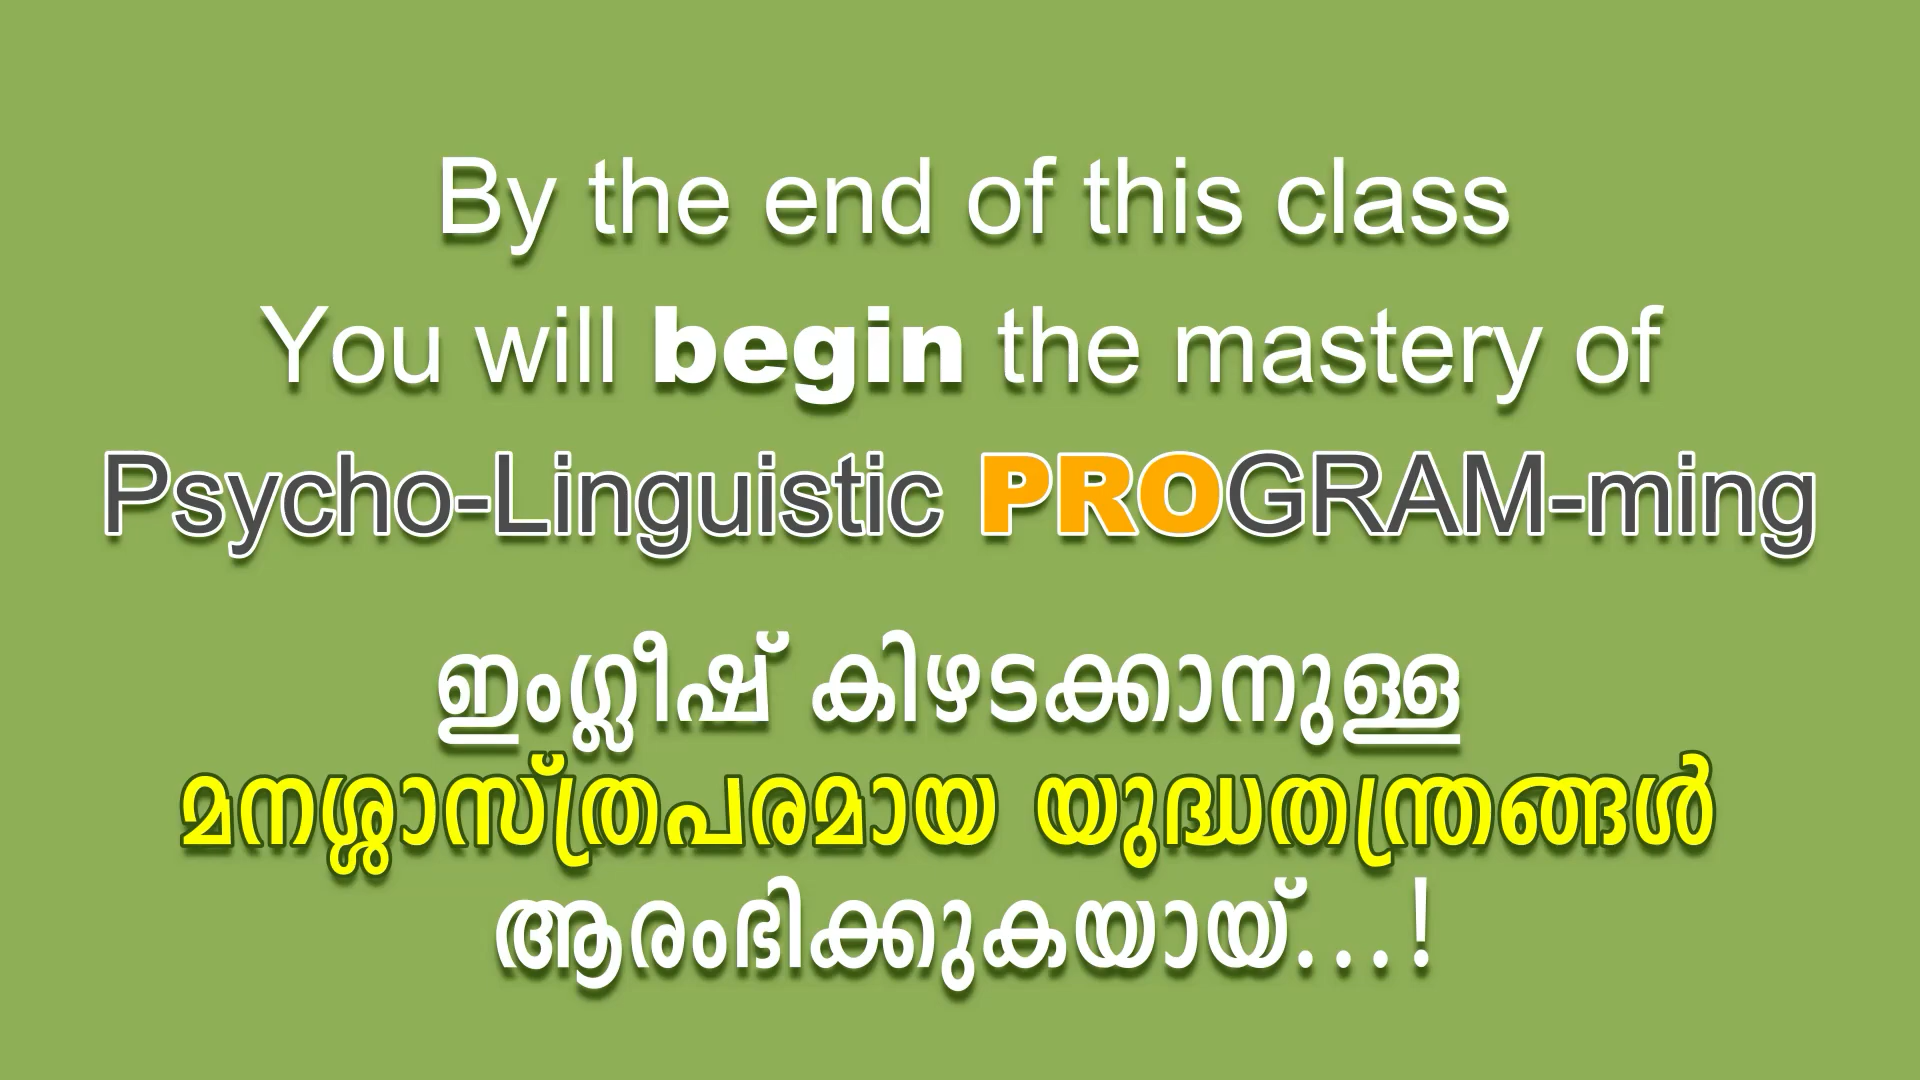 By the end of this class
You will begin the mastery of
Psycho-Linguistic PROGRAM-ming
ഇംഗ്ലീഷ് കിഴടക്കാനുള്ള
മനശ്ശാസ്ത്രപരമായ യുദ്ധതന്ത്രങ്ങൾ
ആരംഭിക്കുകയായ്...!